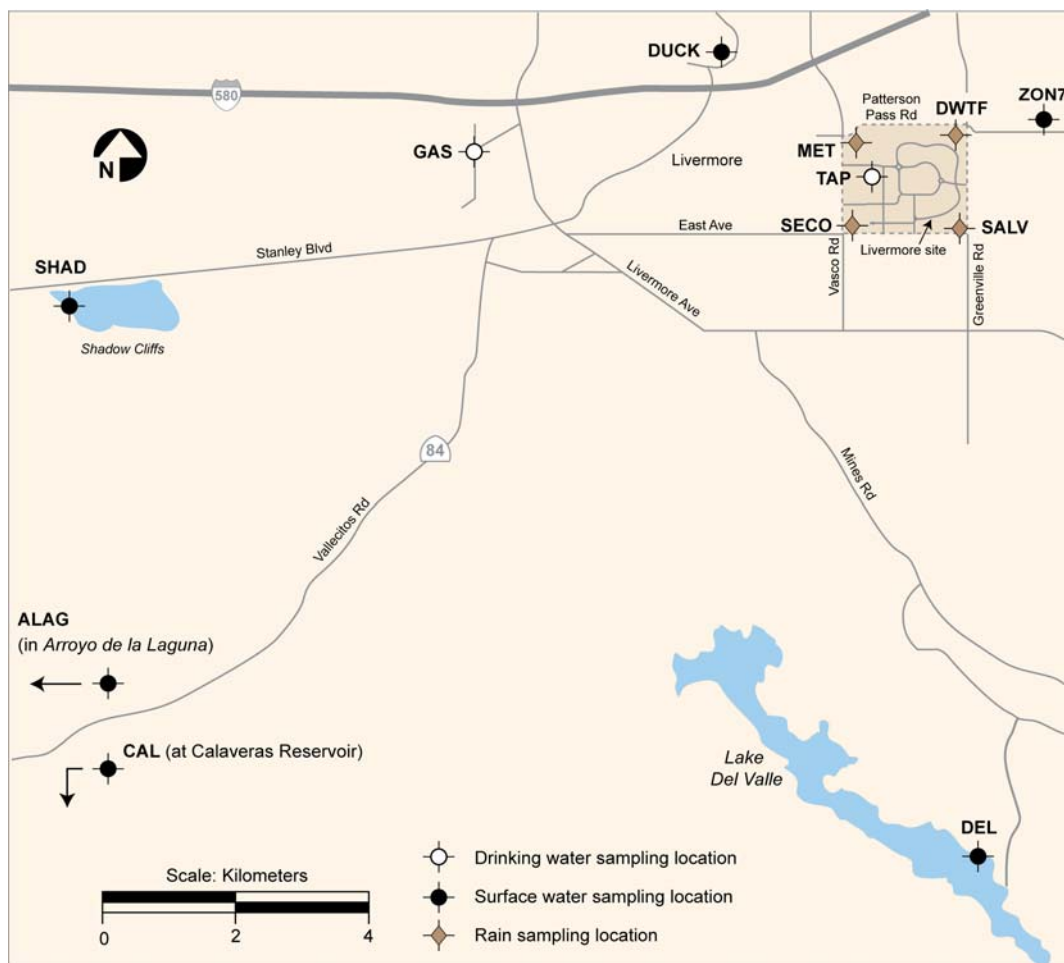 DUCK
580
ZON7
Patterson
Pass Rd
DWTF
GAS
Livermore
MET
TAP
N
East Ave
SECO
SALV
Livermore site
Stanley Blvd
SHAD
Vasco Rd
Greenville Rd
Livermore Ave
Shadow Cliffs
84
Mines Rd
Vallecitos Rd
ALAG
(in Arroyo de la Laguna)
CAL (at Calaveras Reservoir)
Lake
Del Valle
DEL
Scale: Kilometers
0 2 4
Drinking water sampling location
Surface water sampling location
Rain sampling location